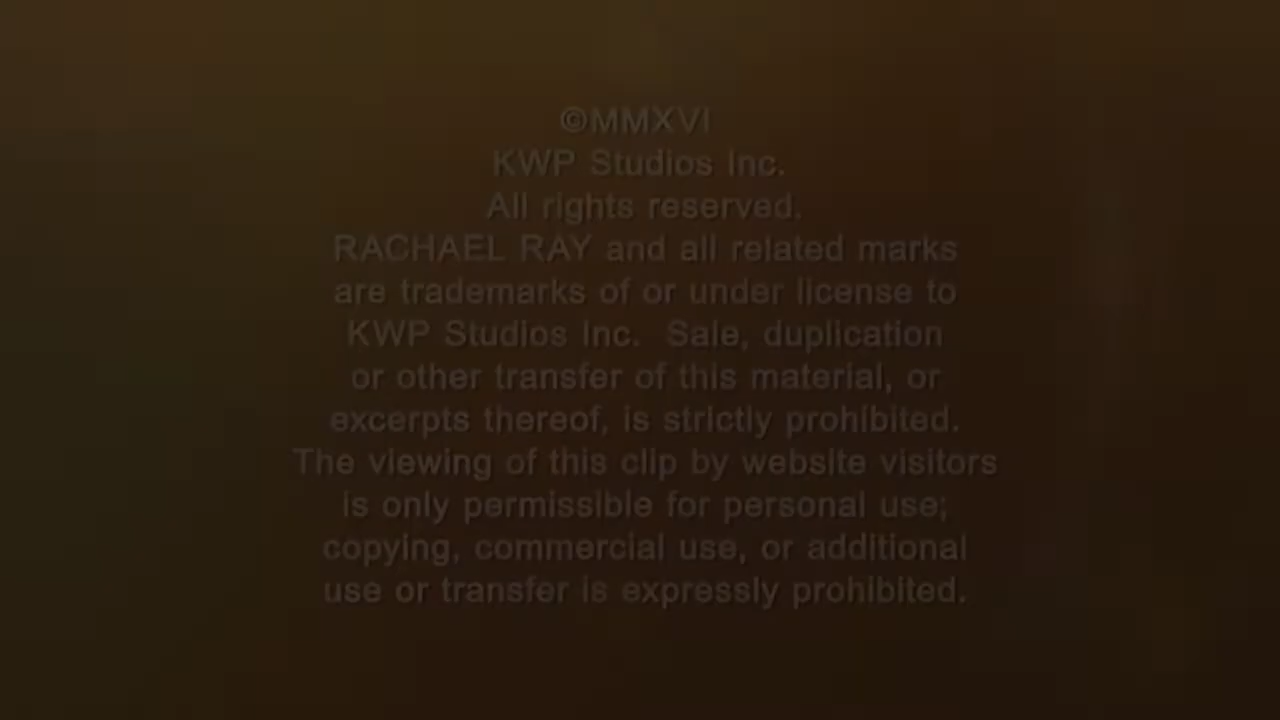 ©MMXVI
KWP Studios Inc.
All rights reserved.
RACHAEL RAY and all related marks
are trademarks of or under license to
KWP Studios Inc. Sale, duplication
or other transfer of this material, or
excerpts thereof, is strictly prohibited.
The viewing of this clip by website visitors
is only permissible for personal use;
copying, commercial use, or additional
use or transfer is expressly prohibited.